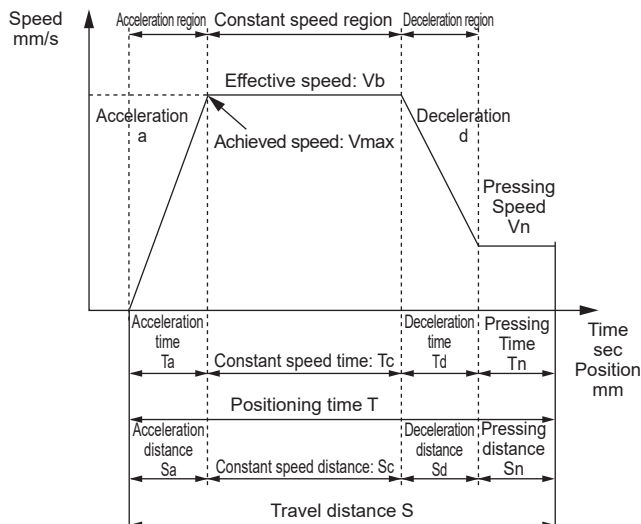 Speed
mm/s
Acceleration region
Constant speed region
Deceleration region
Effective speed: Vb
Acceleration
a
Achieved speed: Vmax
Deceleration
d
Pressing
Speed
Vn
Acceleration
time
Ta
Constant speed time: Tc
Deceleration
time
Td
Pressing
Time
Tn
Time
sec
Position
mm
Positioning time T
Acceleration
distance
Sa
Constant speed distance: Sc
Deceleration
distance
Sd
Pressing
distance
Sn
Travel distance S